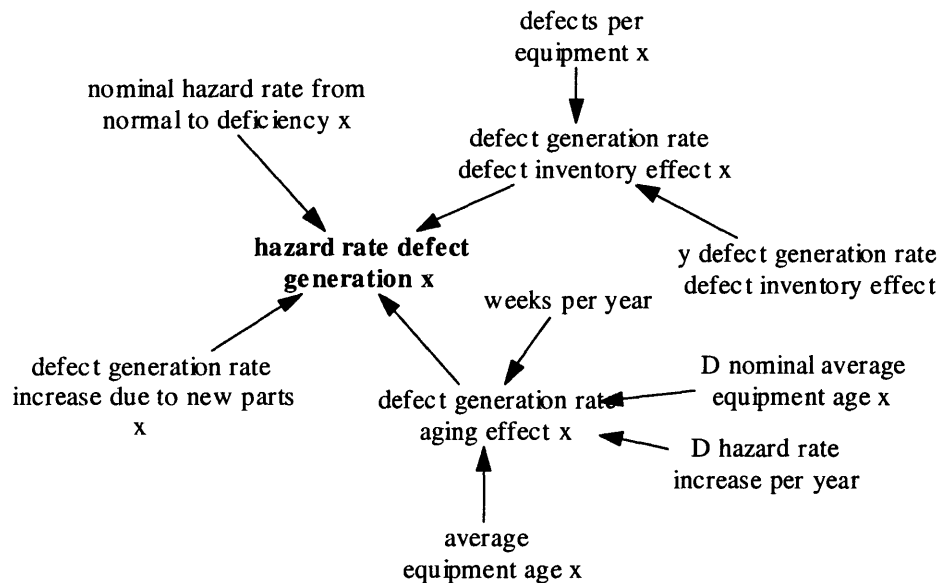 defects per
equipment x
nominal hazard rate from
normal to deficiency x
defect generation rate
defect inventory effect x
hazard rate defect
generation x
y defect generation rate
defect inventory effect
weeks per year
defect generation rate
increase due to new parts
x
D nominal average
equipment age x
defect generation rate
aging effect x
D hazard rate
increase per year
average
equipment age x